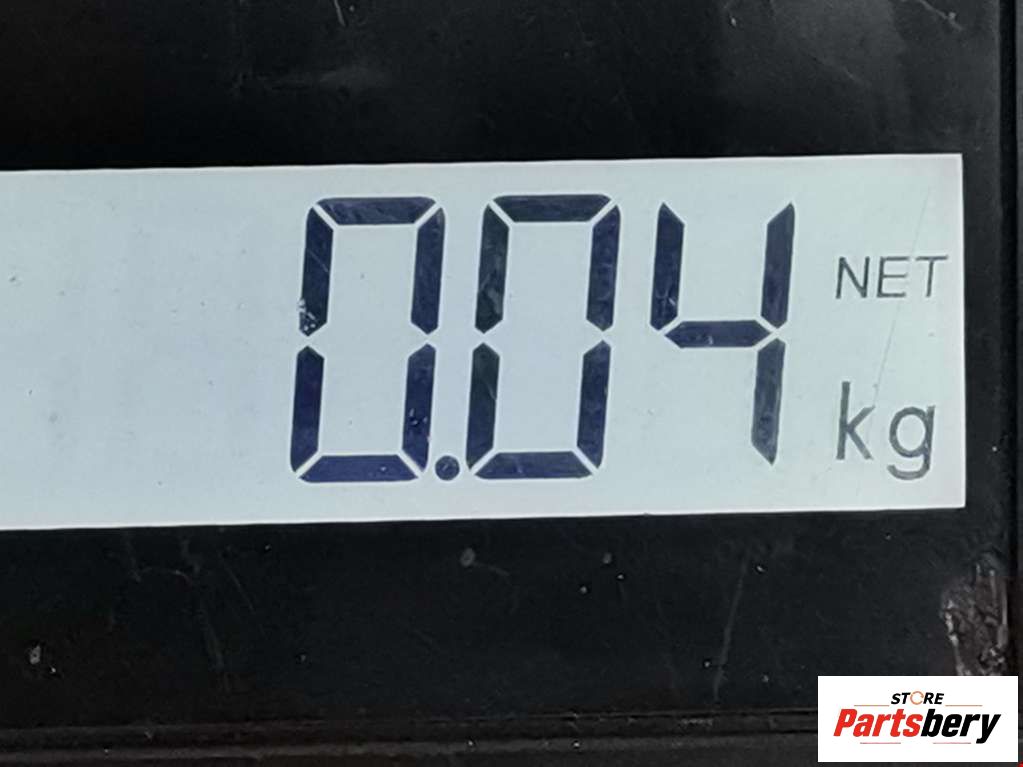 0.04 NET
kg
STORE
Partsbery